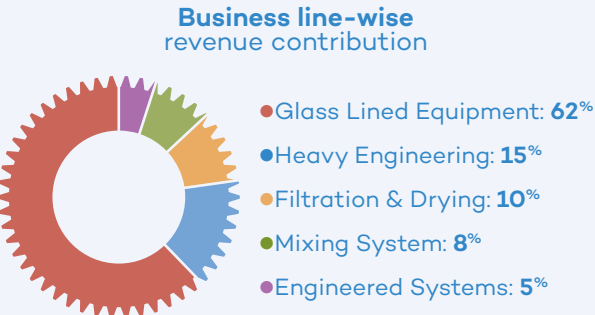 Business line-wise
revenue contribution
Glass Lined Equipment: 62%
Heavy Engineering: 15%
Filtration & Drying: 10%
Mixing System: 8%
Engineered Systems: 5%